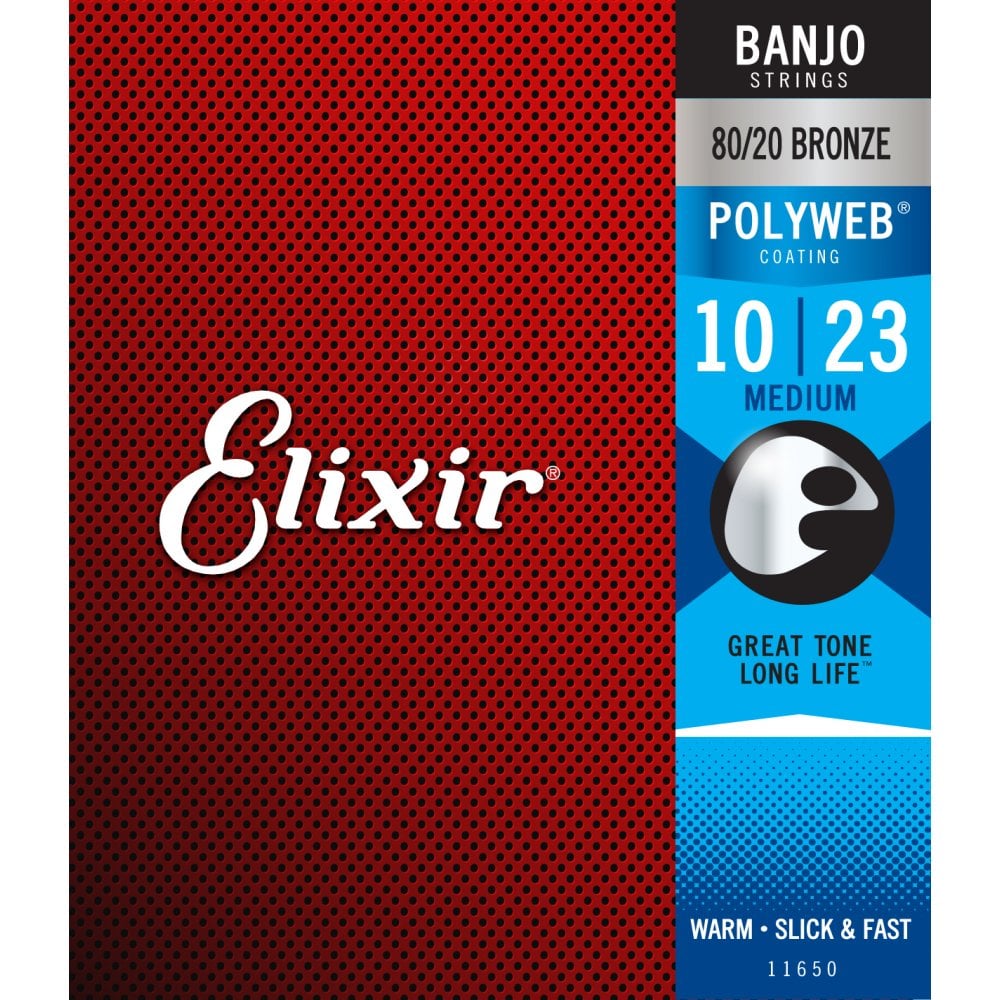 Elixir®
BANJO
STRINGS
80/20 BRONZE
POLYWEB®
COATING
10 | 23
MEDIUM
GREAT TONE
LONG LIFE™
WARM • SLICK & FAST
11650